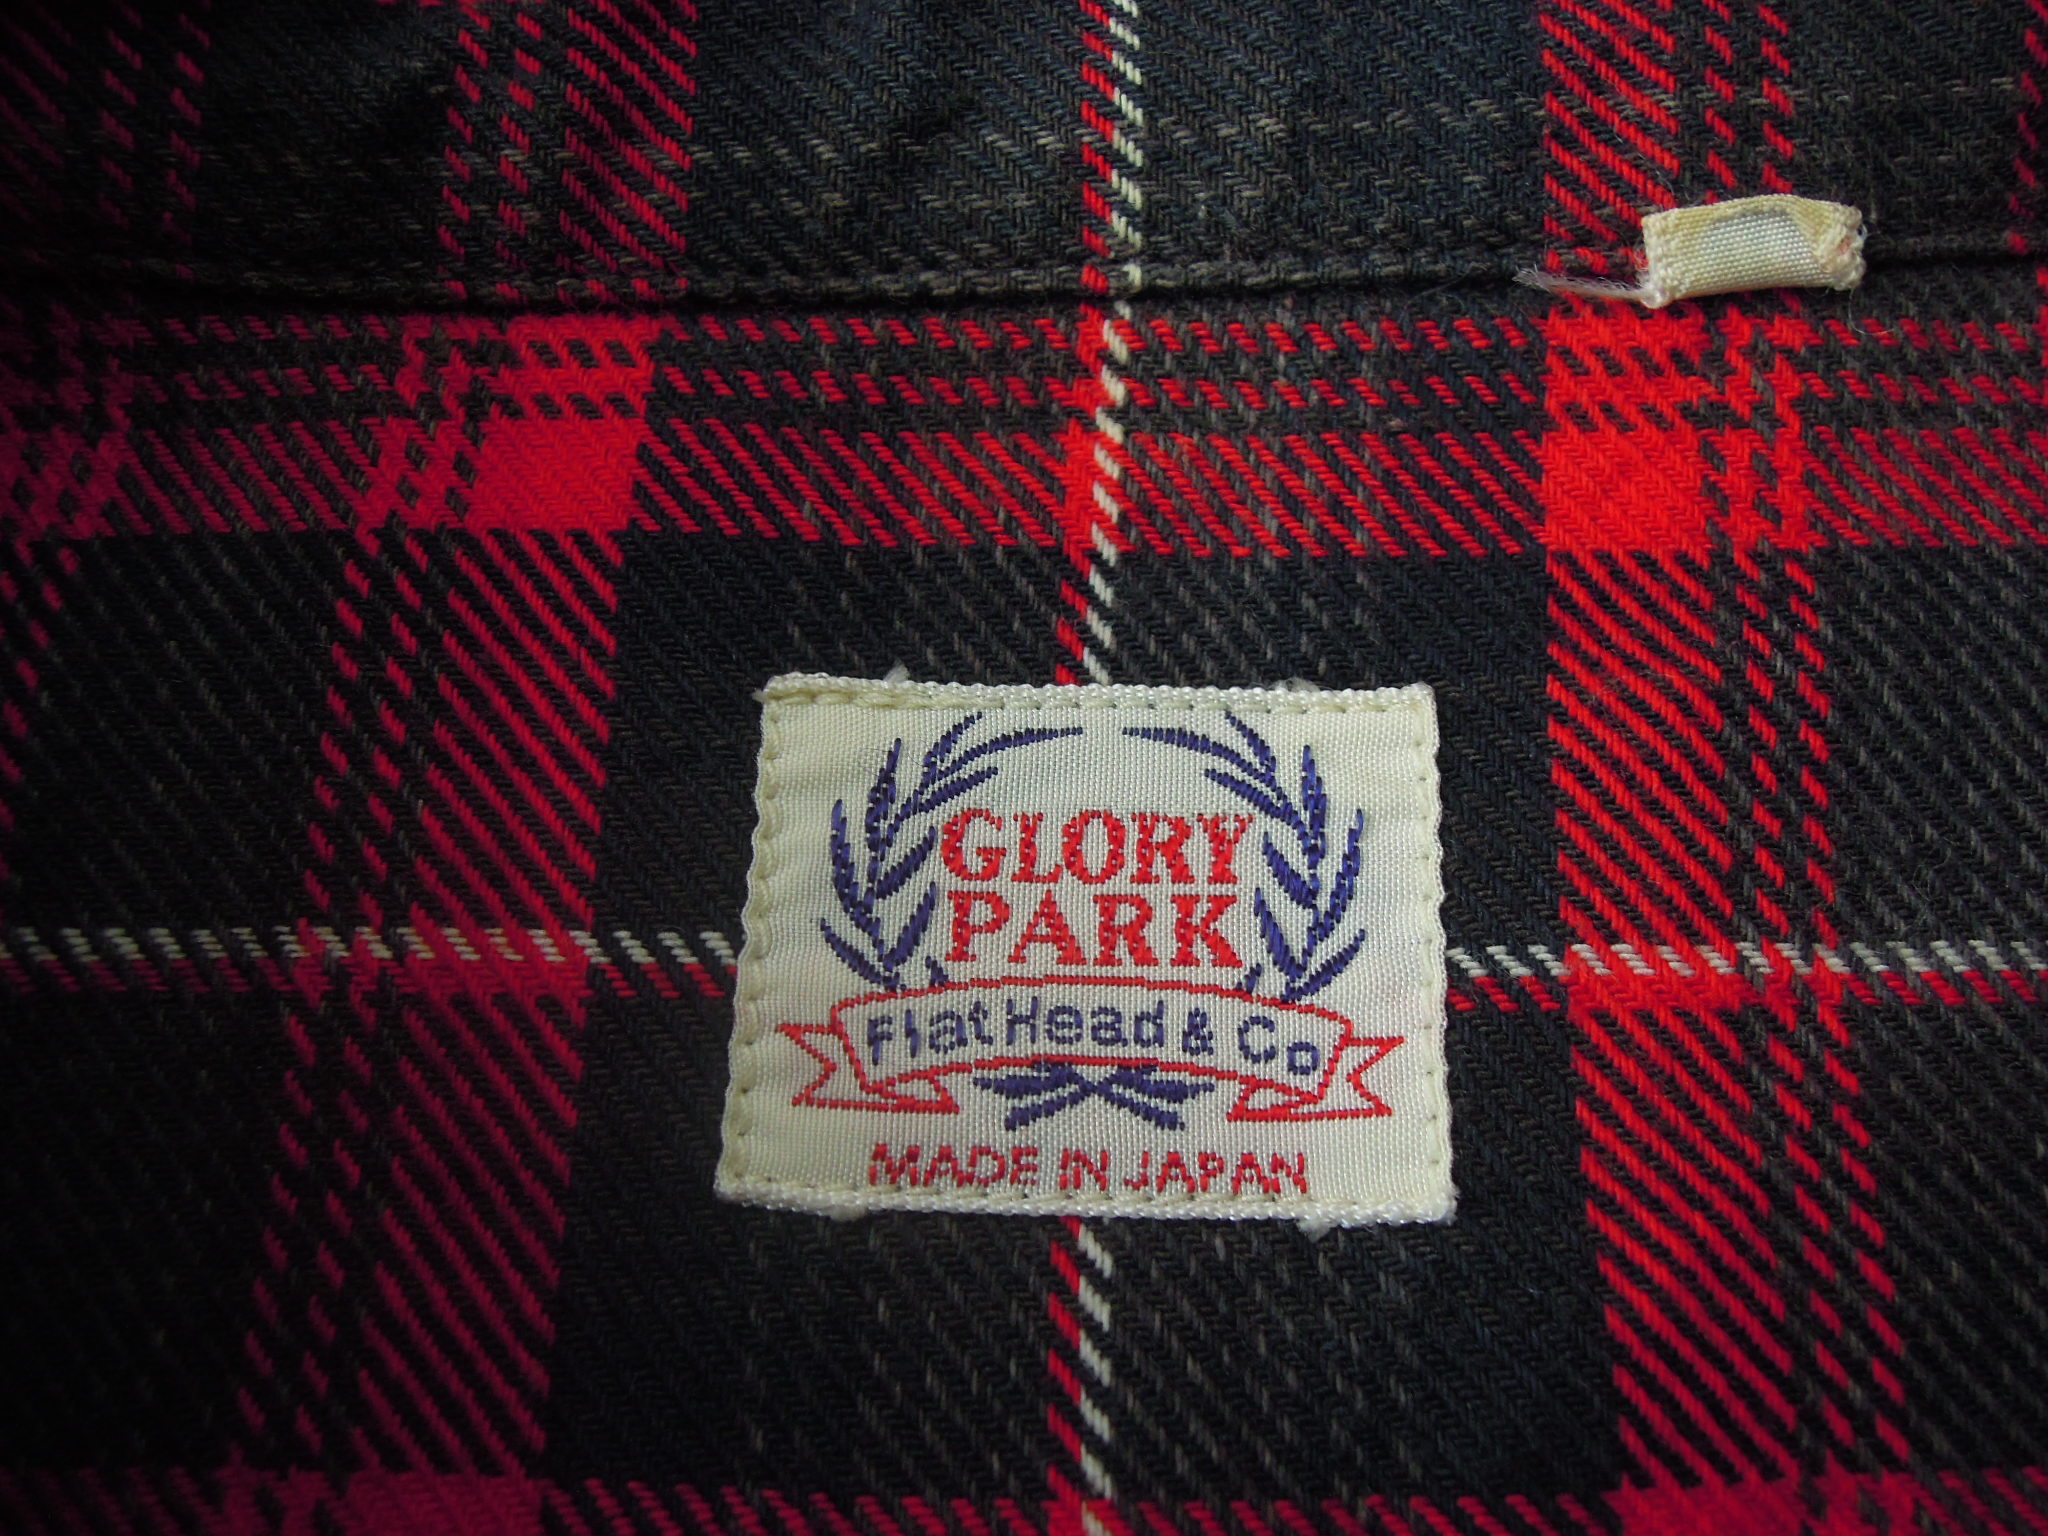 GLORY
PARK
Flat Head & Co
MADE IN JAPAN